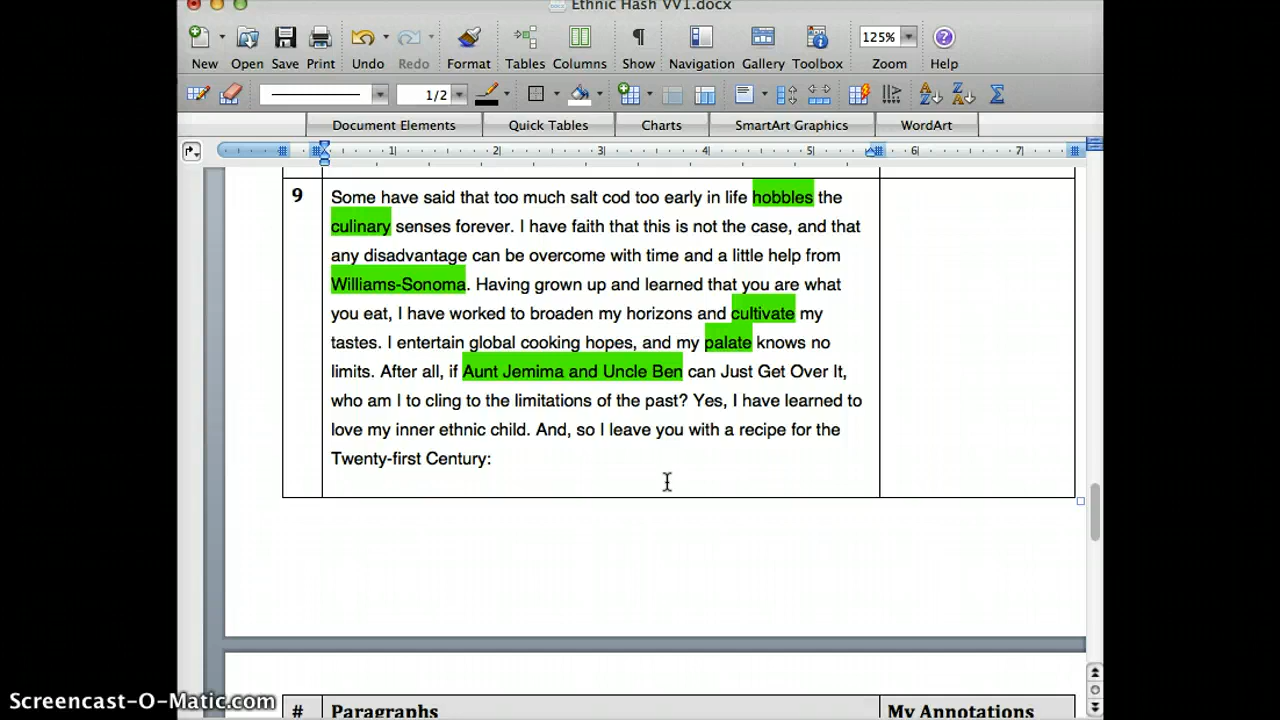 Ethnic Hash VV1.docx
New Open Save Print Undo Redo Format Tables Columns Show Navigation Gallery Toolbox 125% Zoom Help
1/2
Document Elements Quick Tables Charts SmartArt Graphics WordArt
1 2 3 4 5 6 7
9 Some have said that too much salt cod too early in life hobbles the
culinary senses forever. I have faith that this is not the case, and that
any disadvantage can be overcome with time and a little help from
Williams-Sonoma. Having grown up and learned that you are what
you eat, I have worked to broaden my horizons and cultivate my
tastes. I entertain global cooking hopes, and my palate knows no
limits. After all, if Aunt Jemima and Uncle Ben can Just Get Over It,
who am I to cling to the limitations of the past? Yes, I have learned to
love my inner ethnic child. And, so I leave you with a recipe for the
Twenty-first Century:
# Paragraphs My Annotations
Screencast-O-Matic.com